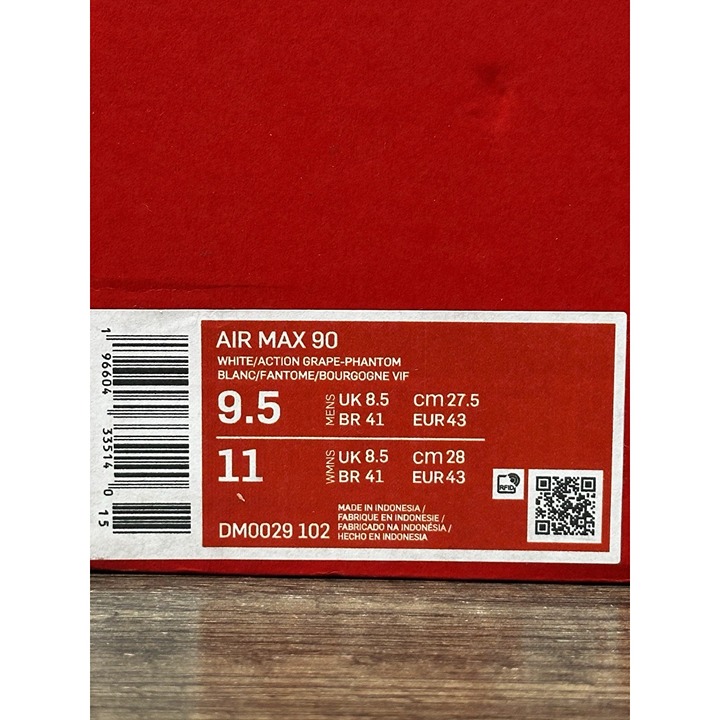 AIR MAX 90
WHITE/ACTION GRAPE-PHANTOM
BLANC/FANTOME/BOURGOGNE VIF
9.5 MENS UK 8.5 CM 27.5
BR 41 EUR 43
11 WMNS UK 8.5 CM 28
BR 41 EUR 43
DM0029 102
MADE IN INDONESIA /
FABRIQUE EN INDONESIE /
FABRICADO NA INDONÉSIA /
HECHO EN INDONESIA
RFID
1 96604 33514 0 15